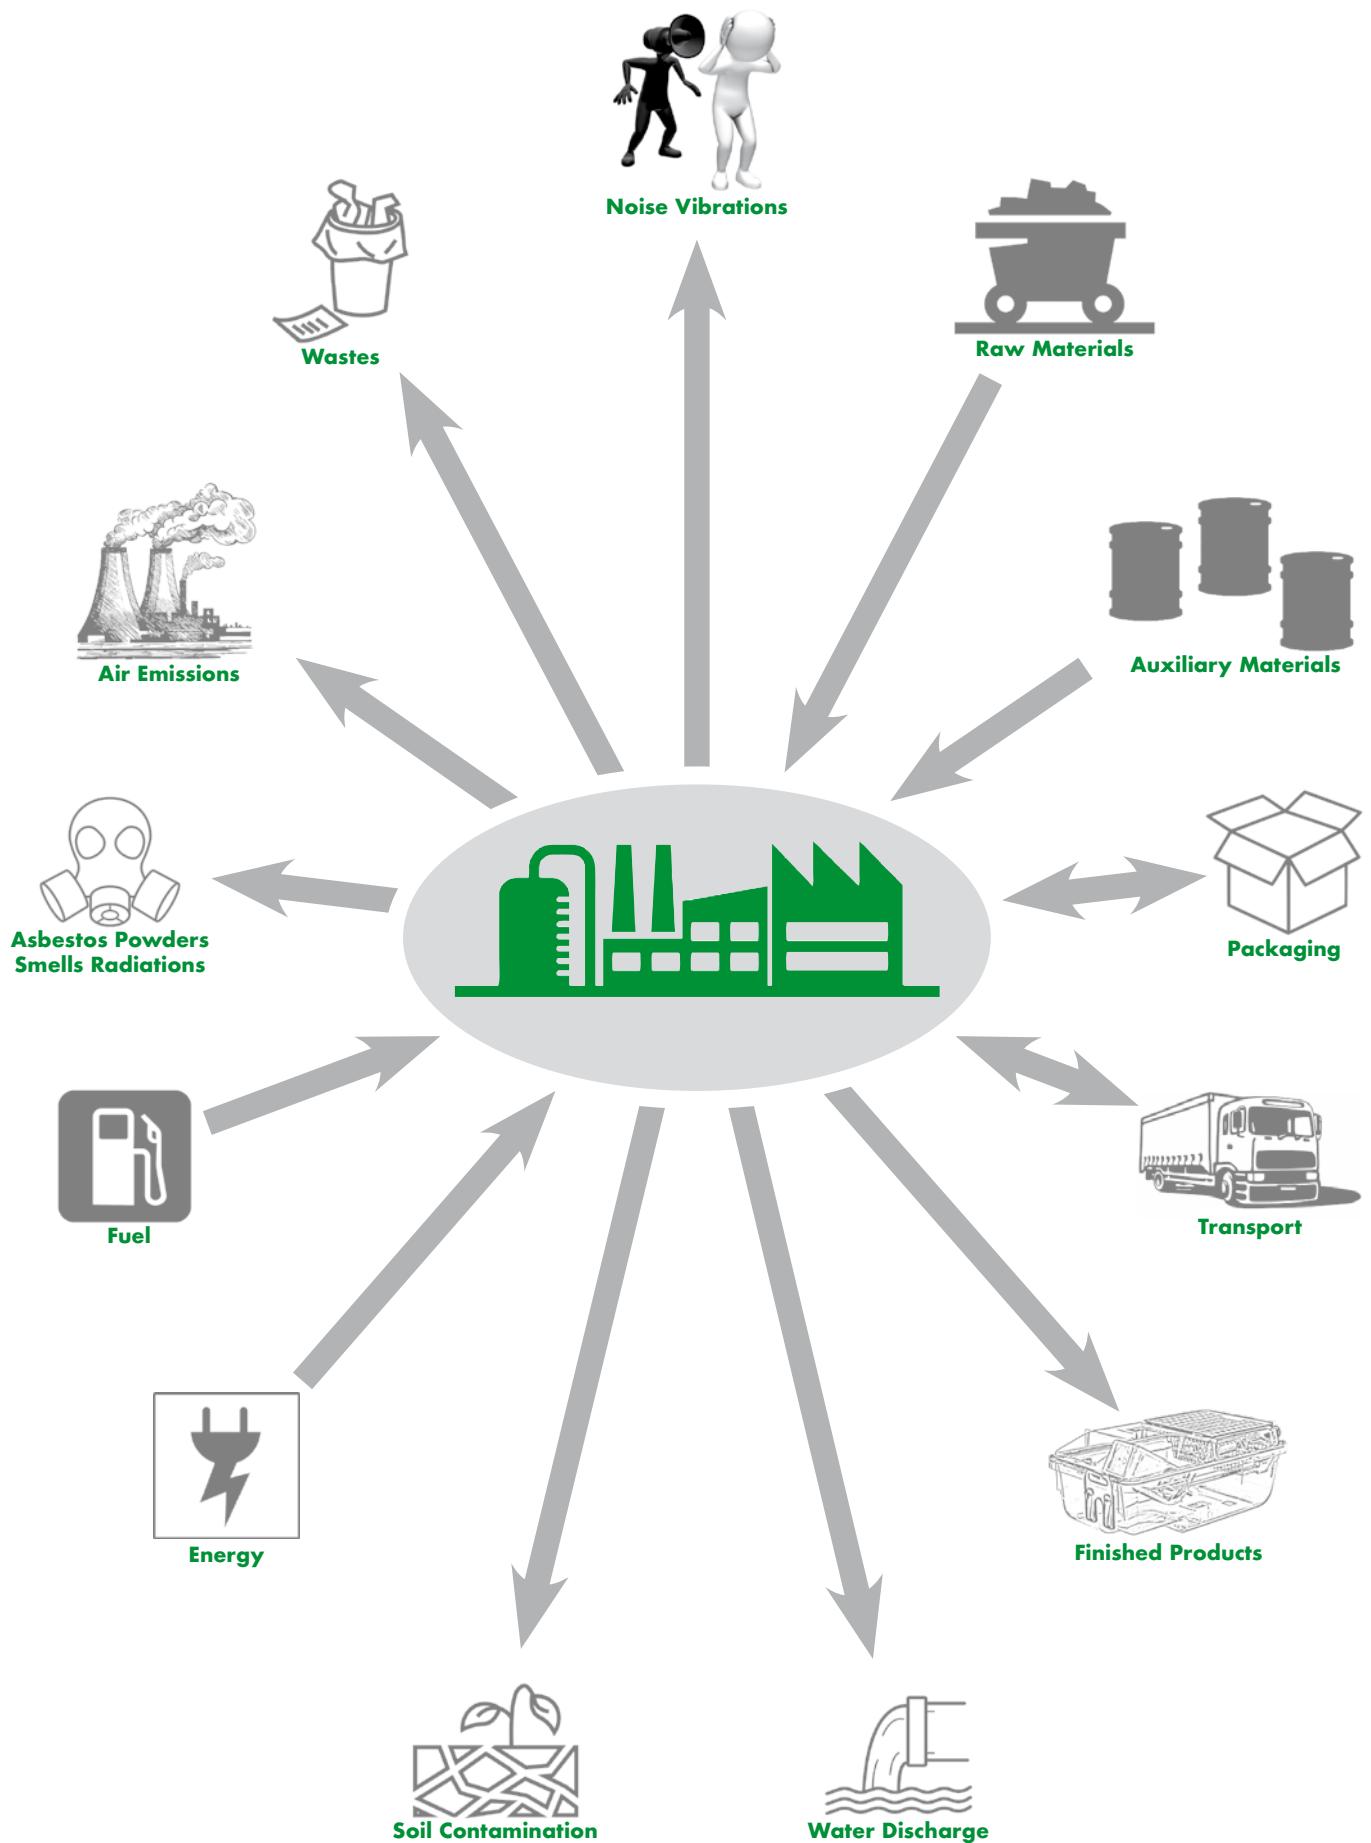 Noise Vibrations
Raw Materials
Wastes
Auxiliary Materials
Air Emissions
Asbestos Powders
Smells Radiations
Packaging
Fuel
Transport
Energy
Finished Products
Soil Contamination
Water Discharge